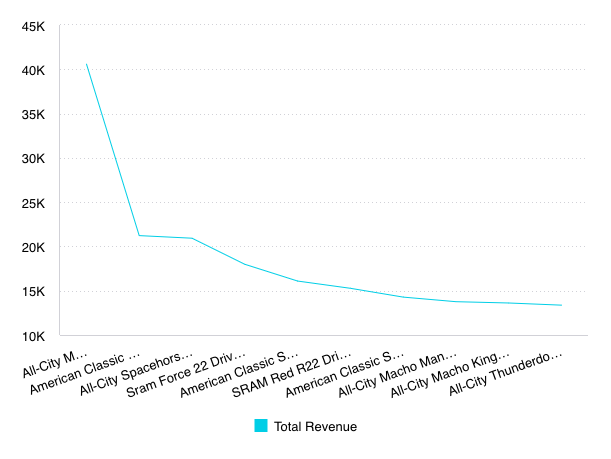 45K
40K
35K
30K
25K
20K
15K
10K
All-City M…
American Classic …
All-City Spacehors…
Sram Force 22 Driv…
American Classic S…
SRAM Red R22 Dri…
American Classic S…
All-City Macho Man…
All-City Macho King…
All-City Thunderdo…
Total Revenue